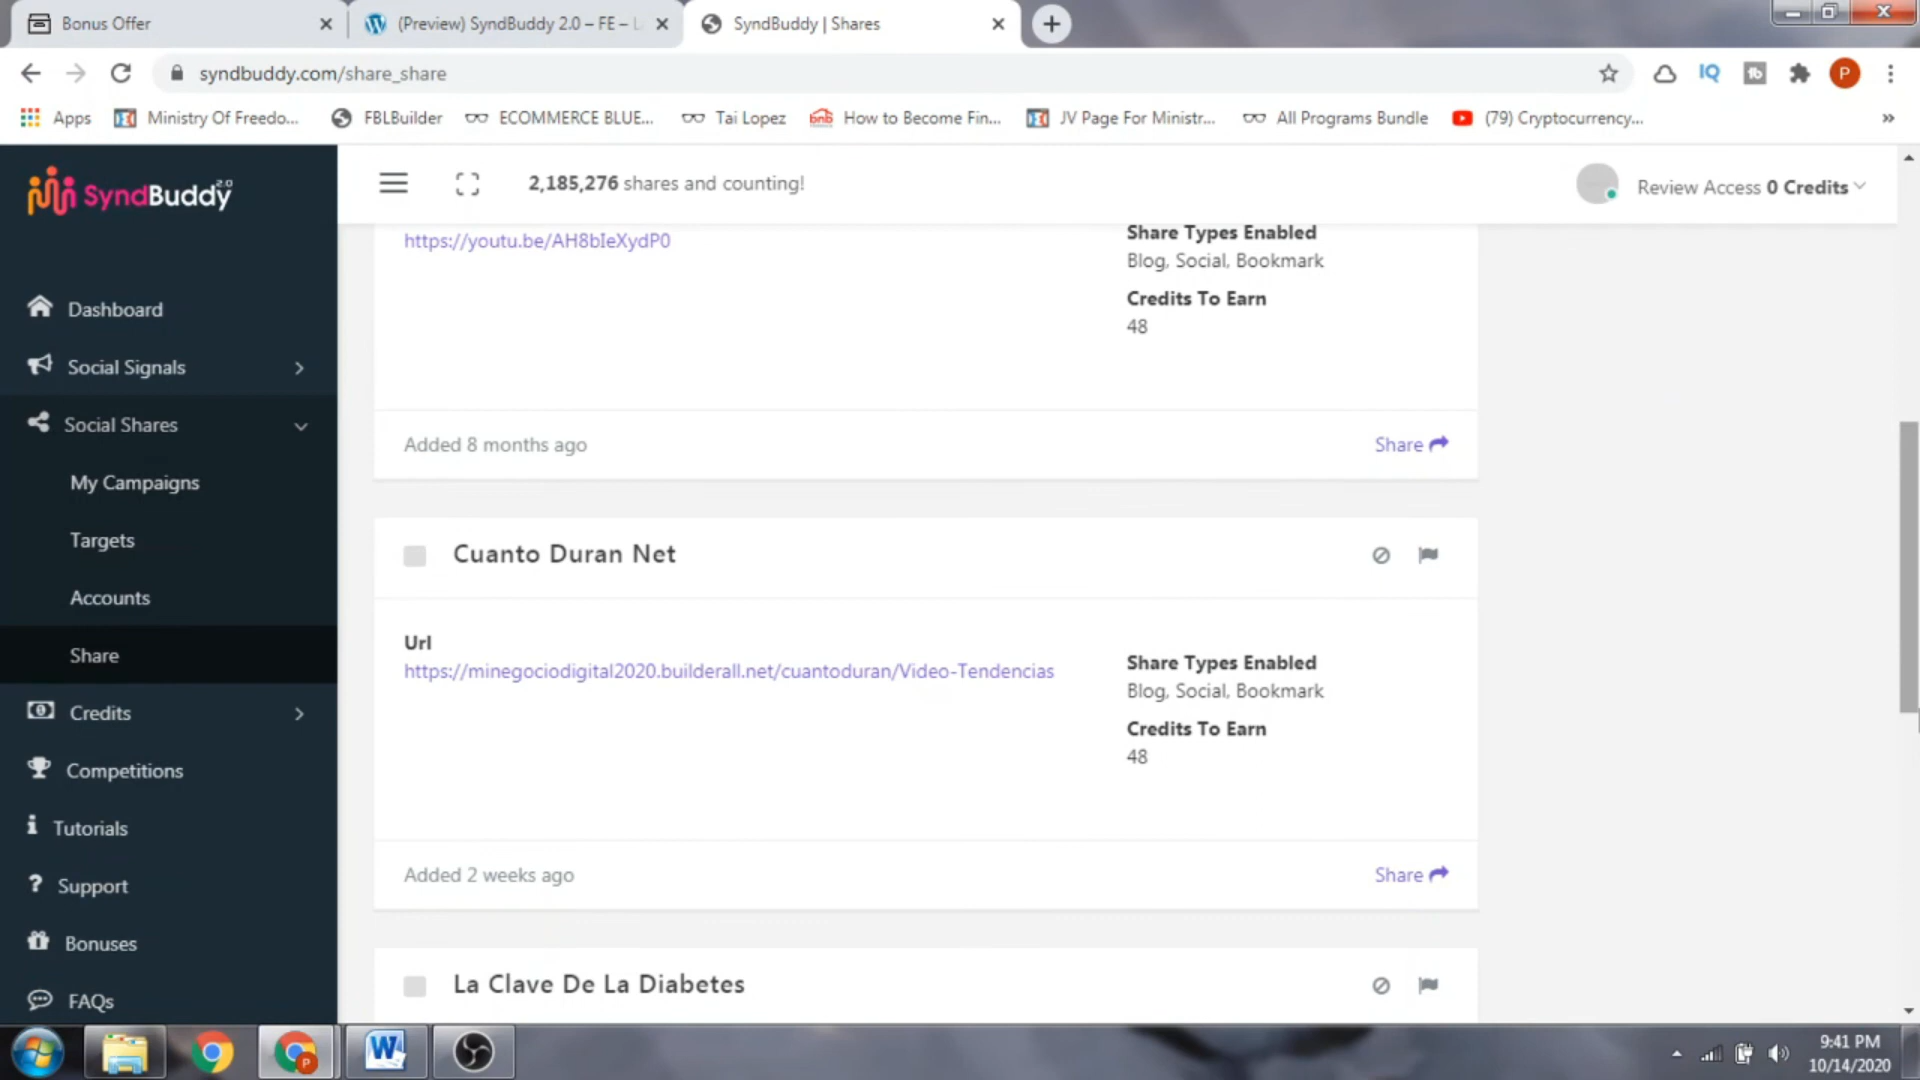 Bonus Offer
(Preview) SyndBuddy 2.0 – FE – L
SyndBuddy | Shares
syndbuddy.com/share_share
IQ
tb
P
Apps
Ministry Of Freedo...
FBLBuilder
ECOMMERCE BLUE...
Tai Lopez
bnb
How to Become Fin...
JV Page For Ministr...
All Programs Bundle
(79) Cryptocurrency...
»
SyndBuddy 2.0
2,185,276 shares and counting!
Review Access 0 Credits
Dashboard
Social Signals
Social Shares
My Campaigns
Targets
Accounts
Share
Credits
Competitions
Tutorials
Support
Bonuses
FAQs
https://youtu.be/AH8bIeXydP0
Share Types Enabled
Blog, Social, Bookmark
Credits To Earn
48
Added 8 months ago
Share
Cuanto Duran Net
Url
https://minegociodigital2020.builderall.net/cuantoduran/Video-Tendencias
Share Types Enabled
Blog, Social, Bookmark
Credits To Earn
48
Added 2 weeks ago
Share
La Clave De La Diabetes
P
W
9:41 PM
10/14/2020